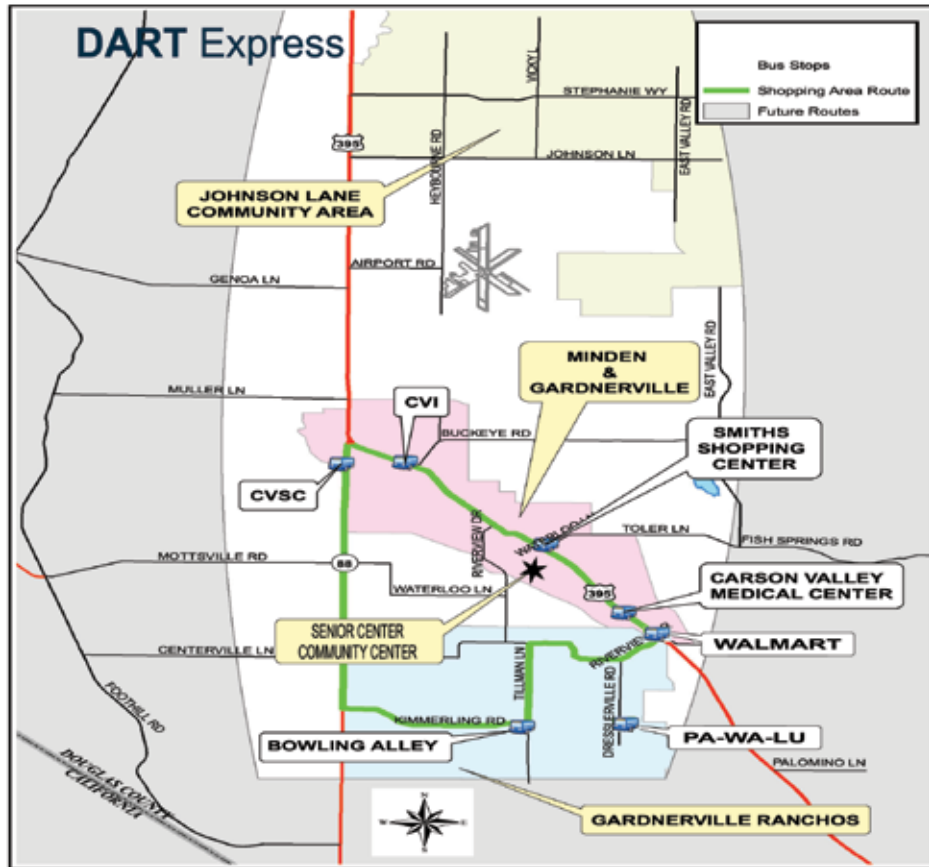 DART Express
Bus Stops
Shopping Area Route
Future Routes
VICKY L
STEPHANIE WY
EAST VALLEY RD
395
HEYBOURNE RD
JOHNSON LN
JOHNSON LANE
COMMUNITY AREA
AIRPORT RD
GENOA LN
EAST VALLEY RD
MINDEN
&
GARDNERVILLE
MULLER LN
CVI
BUCKEYE RD
SMITHS
SHOPPING
CENTER
CVSC
RIVERVIEW DR
TOLER LN
FISH SPRINGS RD
MOTTSVILLE RD
88
WATERLOO LN
395
CARSON VALLEY
MEDICAL CENTER
SENIOR CENTER
COMMUNITY CENTER
CENTERVILLE LN
RIVERVIE
WALMART
TILLMAN LN
DRESSLERVILLE RD
FOOTHILL RD
KIMMERLING RD
BOWLING ALLEY
PA-WA-LU
PALOMINO LN
DOUGLAS COUNTY
CALIFORNIA
N
W
E
S
GARDNERVILLE RANCHOS